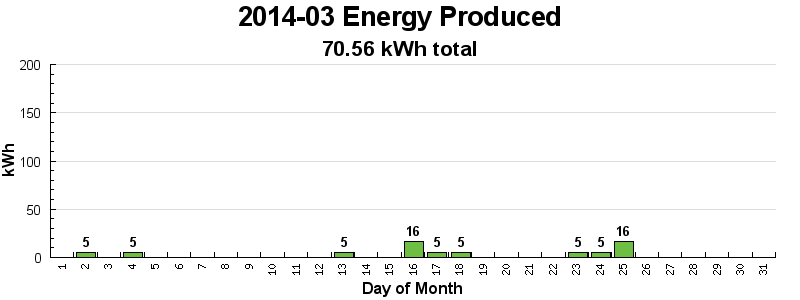 2014-03 Energy Produced
70.56 kWh total
kWh
200
150
100
50
0
5 5 5 16 5 5 5 5 16
1 2 3 4 5 6 7 8 9 10 11 12 13 14 15 16 17 18 19 20 21 22 23 24 25 26 27 28 29 30 31
Day of Month